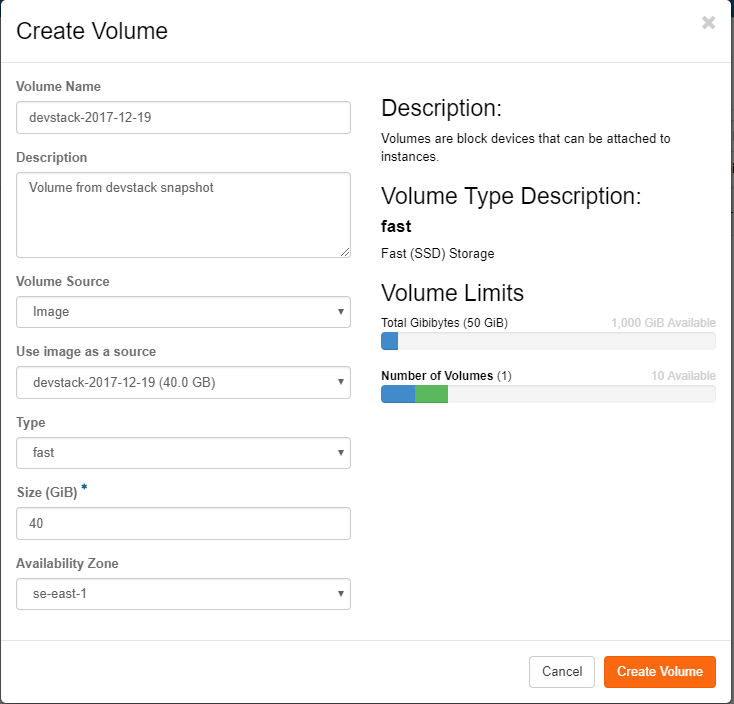 Create Volume
Volume Name
devstack-2017-12-19
Description
Volume from devstack snapshot
Volume Source
Image
Use image as a source
devstack-2017-12-19 (40.0 GB)
Type
fast
Size (GiB) *
40
Availability Zone
se-east-1
Description:
Volumes are block devices that can be attached to
instances.
Volume Type Description:
fast
Fast (SSD) Storage
Volume Limits
Total Gibibytes (50 GiB) 1,000 GiB Available
Number of Volumes (1) 10 Available
Cancel Create Volume